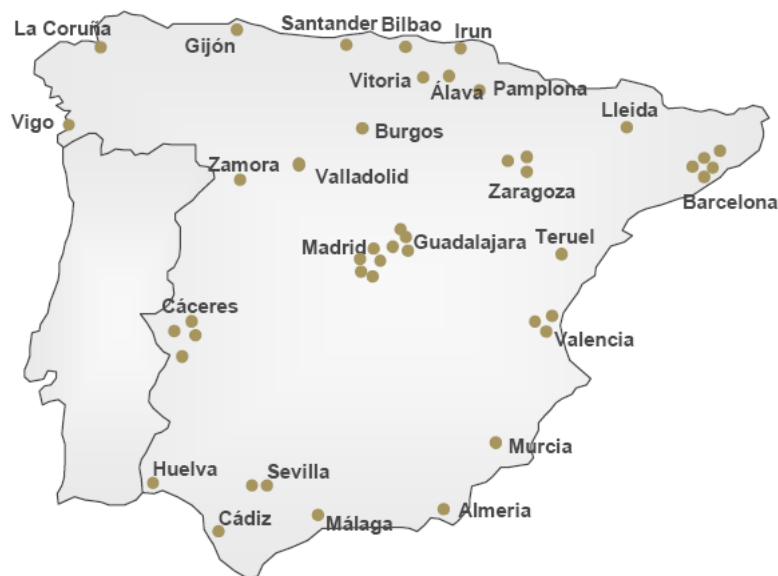 La Coruña
Gijón
Santander
Bilbao
Irun
Vitoria
Álava
Pamplona
Lleida
Vigo
Burgos
Zamora
Valladolid
Zaragoza
Barcelona
Madrid
Guadalajara
Teruel
Cáceres
Valencia
Murcia
Huelva
Sevilla
Cádiz
Málaga
Almeria